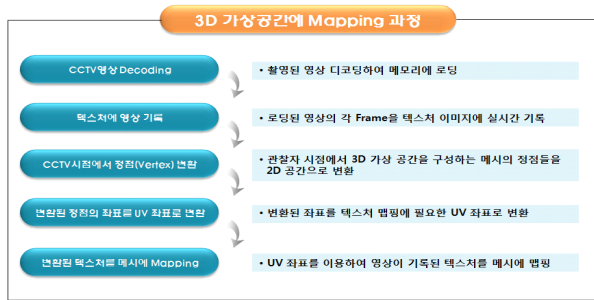 3D 가상공간에 Mapping 과정
CCTV영상 Decoding
• 촬영된 영상 디코딩하여 메모리에 로딩
텍스처에 영상 기록
• 로딩된 영상의 각 Frame을 텍스처 이미지에 실시간 기록
CCTV시점에서 정점(Vertex) 변환
• 관찰자 시점에서 3D 가상 공간을 구성하는 메시의 정점들을
2D 공간으로 변환
변환된 정점의 좌표를 UV 좌표로 변환
• 변환된 좌표를 텍스처 맵핑에 필요한 UV 좌표로 변환
변환된 텍스처를 메시에 Mapping
• UV 좌표를 이용하여 영상이 기록된 텍스처를 메시에 맵핑